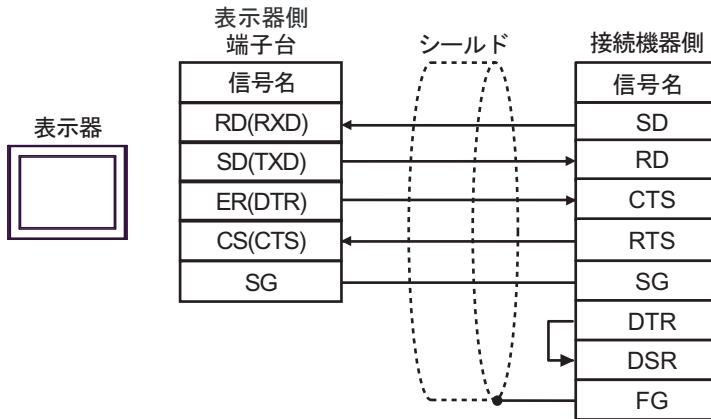 表示器
表示器側
端子台
信号名
RD(RXD)
SD(TXD)
ER(DTR)
CS(CTS)
SG
シールド
接続機器側
信号名
SD
RD
CTS
RTS
SG
DTR
DSR
FG